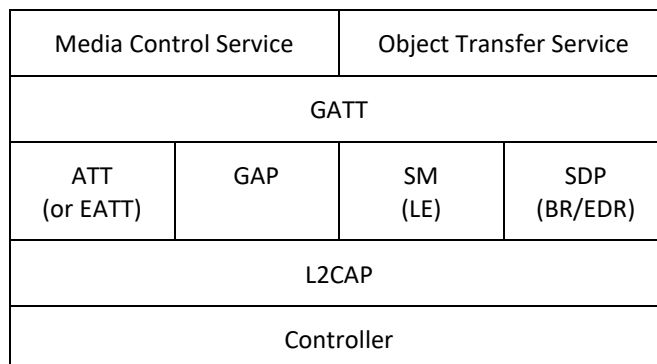 Media Control Service
Object Transfer Service
GATT
ATT
(or EATT)
GAP
SM
(LE)
SDP
(BR/EDR)
L2CAP
Controller